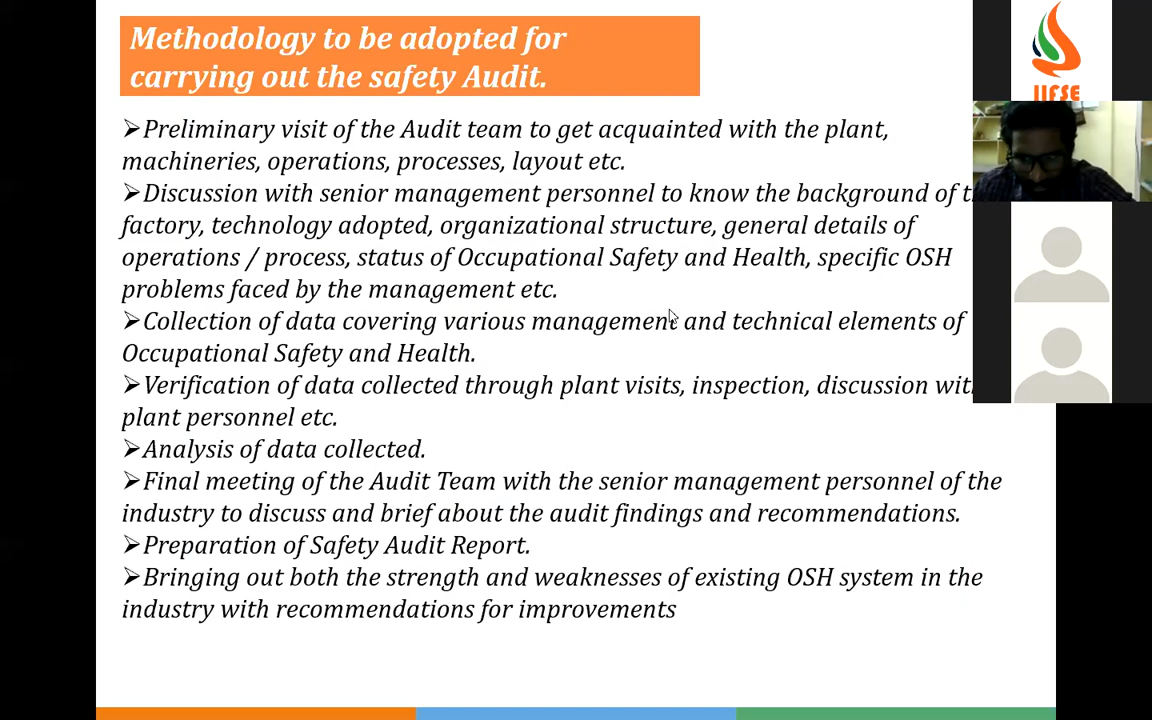 Methodology to be adopted for
carrying out the safety Audit.
IIFSE
➢Preliminary visit of the Audit team to get acquainted with the plant,
machineries, operations, processes, layout etc.
➢Discussion with senior management personnel to know the background of
factory, technology adopted, organizational structure, general details of
operations / process, status of Occupational Safety and Health, specific OSH
problems faced by the management etc.
➢Collection of data covering various management and technical elements of
Occupational Safety and Health.
➢Verification of data collected through plant visits, inspection, discussion with
plant personnel etc.
➢Analysis of data collected.
➢Final meeting of the Audit Team with the senior management personnel of the
industry to discuss and brief about the audit findings and recommendations.
➢Preparation of Safety Audit Report.
➢Bringing out both the strength and weaknesses of existing OSH system in the
industry with recommendations for improvements